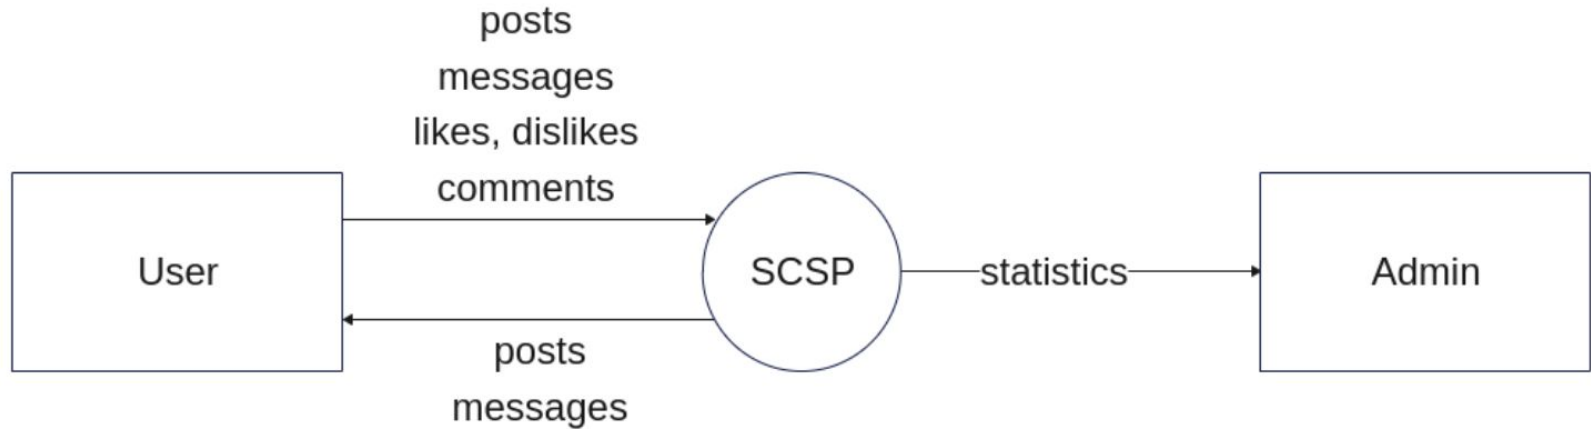 posts
messages
likes, dislikes
comments
User
SCSP
statistics
Admin
posts
messages